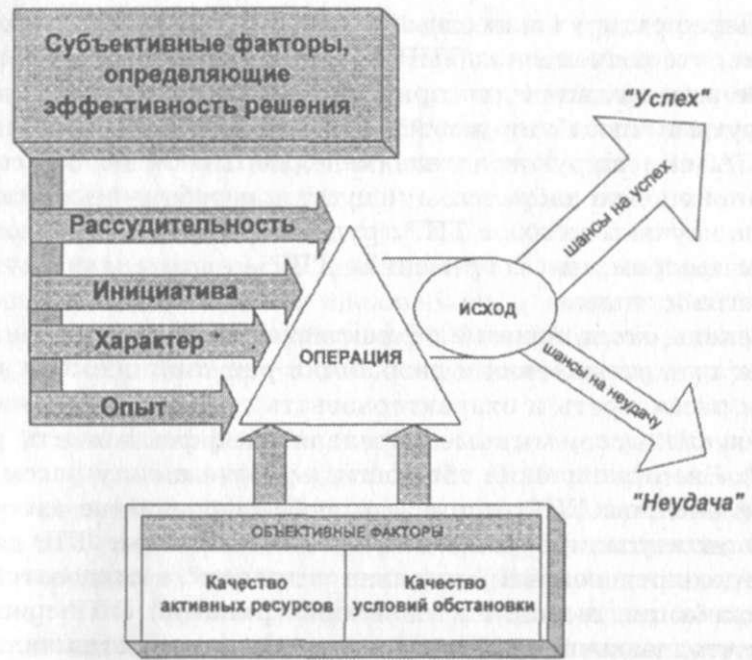 Субъективные факторы,
определяющие
эффективность решения
"Успех"
шансы на успех
Рассудительность
Инициатива
Характер
Опыт
ОПЕРАЦИЯ
ИСХОД
шансы на неудачу
"Неудача"
ОБЪЕКТИВНЫЕ ФАКТОРЫ
Качество
активных ресурсов
Качество
условий обстановки